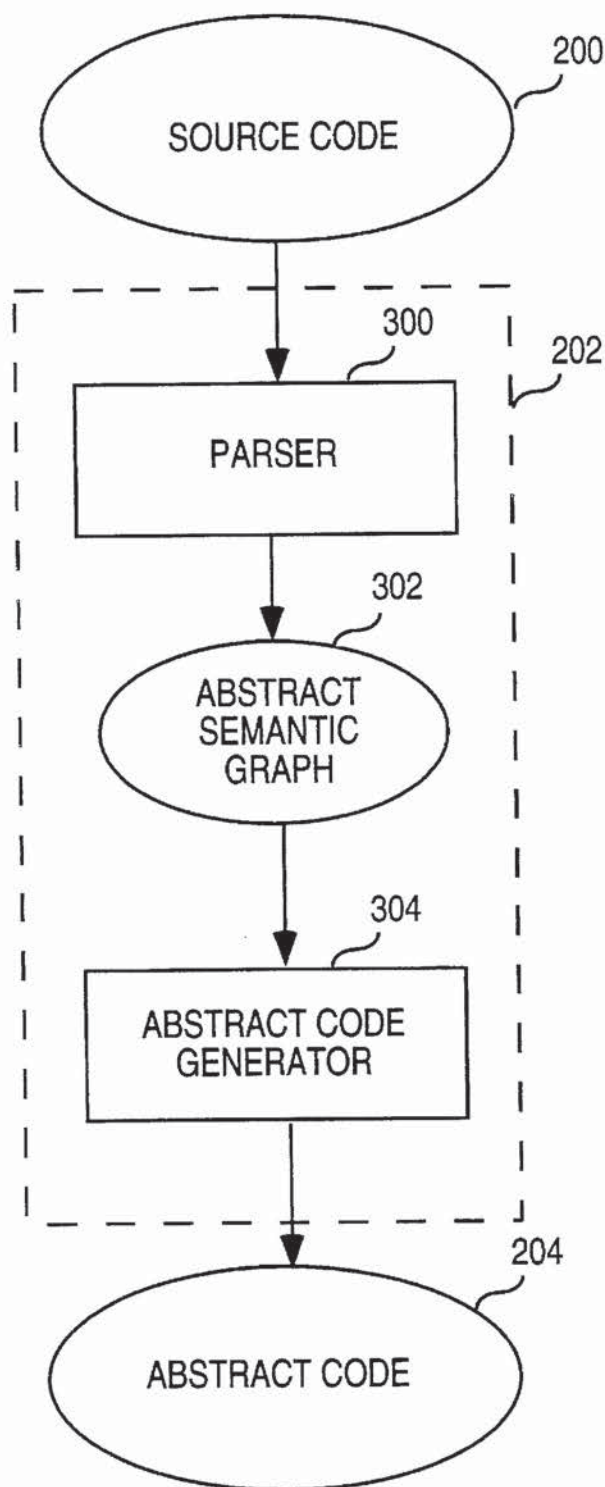 200
SOURCE CODE
300
202
PARSER
302
ABSTRACT
SEMANTIC
GRAPH
304
ABSTRACT CODE
GENERATOR
204
ABSTRACT CODE